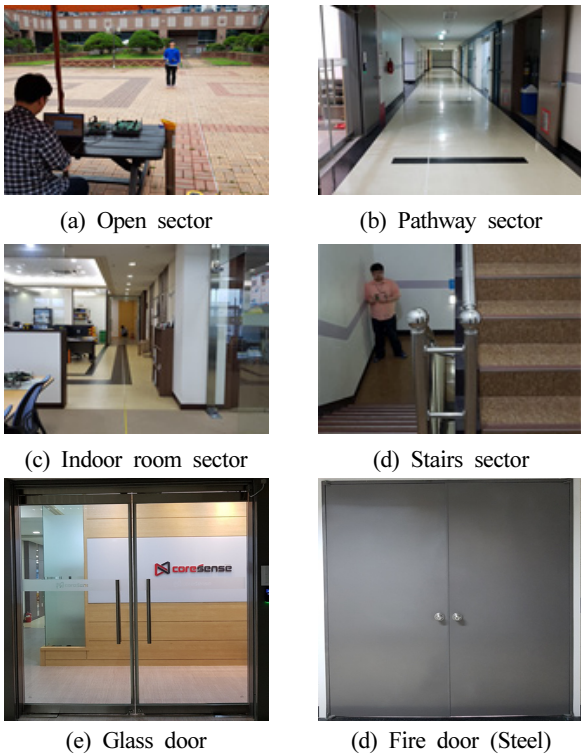 (a) Open sector
(b) Pathway sector
(c) Indoor room sector
(d) Stairs sector
coreSense
(e) Glass door
(d) Fire door (Steel)